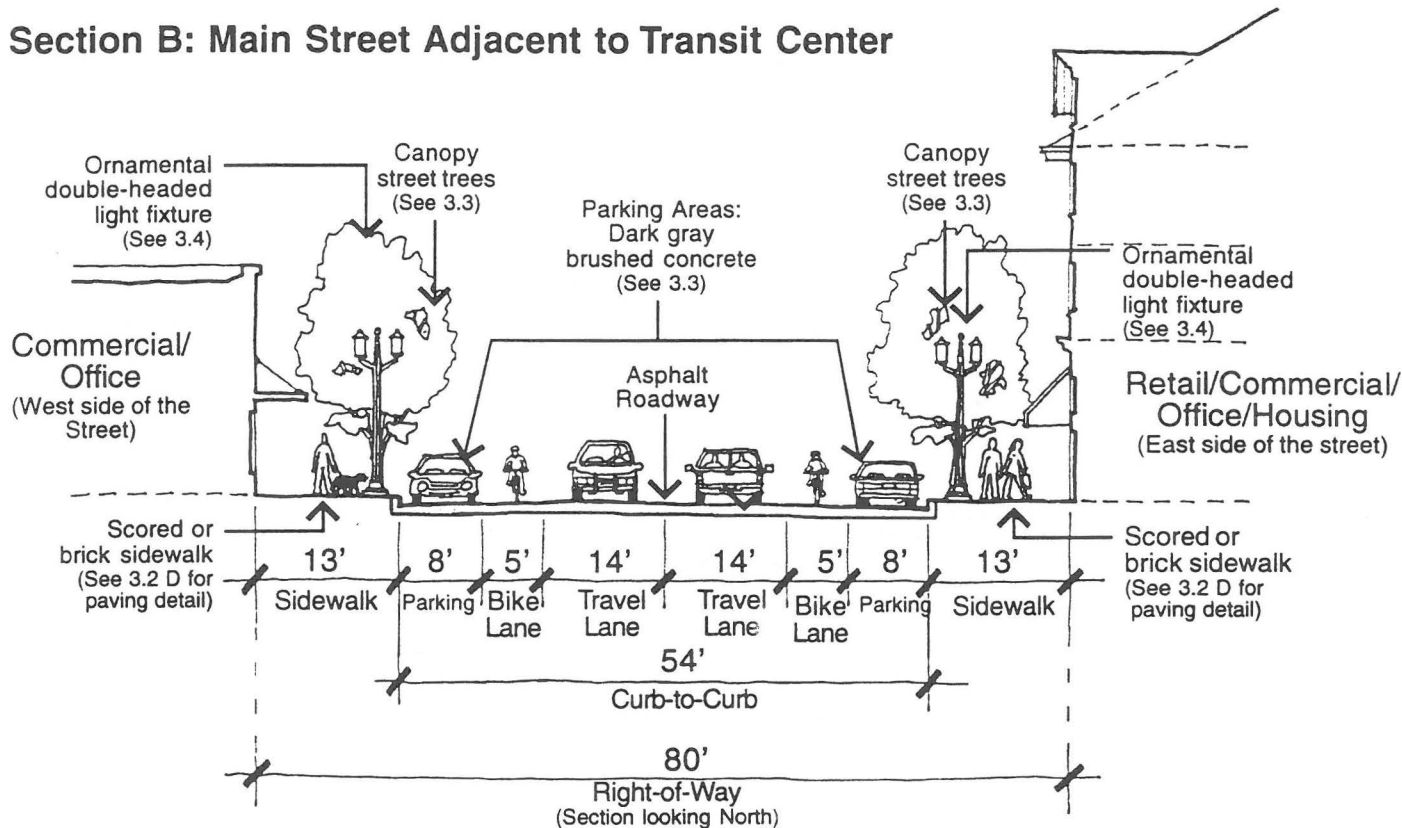 Section B: Main Street Adjacent to Transit Center
Ornamental
double-headed
light fixture
(See 3.4)
Canopy
street trees
(See 3.3)
Parking Areas:
Dark gray
brushed concrete
(See 3.3)
Canopy
street trees
(See 3.3)
Ornamental
double-headed
light fixture
(See 3.4)
Commercial/
Office
(West side of the
Street)
Asphalt
Roadway
Retail/Commercial/
Office/Housing
(East side of the street)
Scored or
brick sidewalk
(See 3.2 D for
paving detail)
13' 8' 5' 14' 14' 5' 8' 13'
Sidewalk Parking Bike Lane Travel Lane Travel Lane Bike Lane Parking Sidewalk
Scored or
brick sidewalk
(See 3.2 D for
paving detail)
54'
Curb-to-Curb
80'
Right-of-Way
(Section looking North)